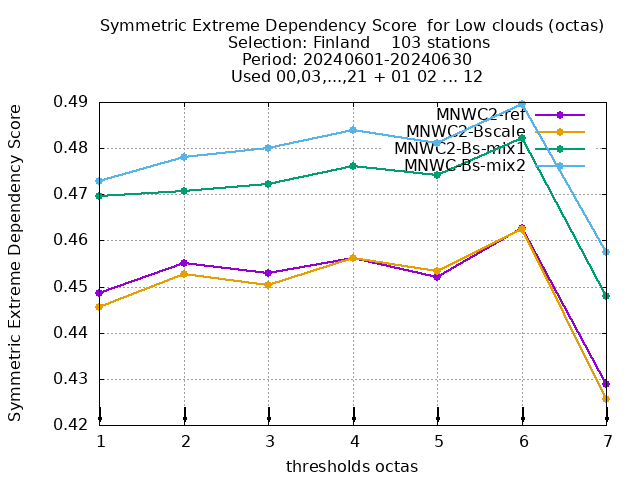 Symmetric Extreme Dependency Score  for Low clouds (octas)
Selection: Finland    103 stations
Period: 20240601-20240630
Used 00,03,...,21 + 01 02 ... 12
Symmetric Extreme Dependency Score
0.49
0.48
0.47
0.46
0.45
0.44
0.43
0.42
MNWC2-ref
MNWC2-Bscale
MNWC2-Bs-mix1
MNWC-Bs-mix2
1 2 3 4 5 6 7
thresholds octas